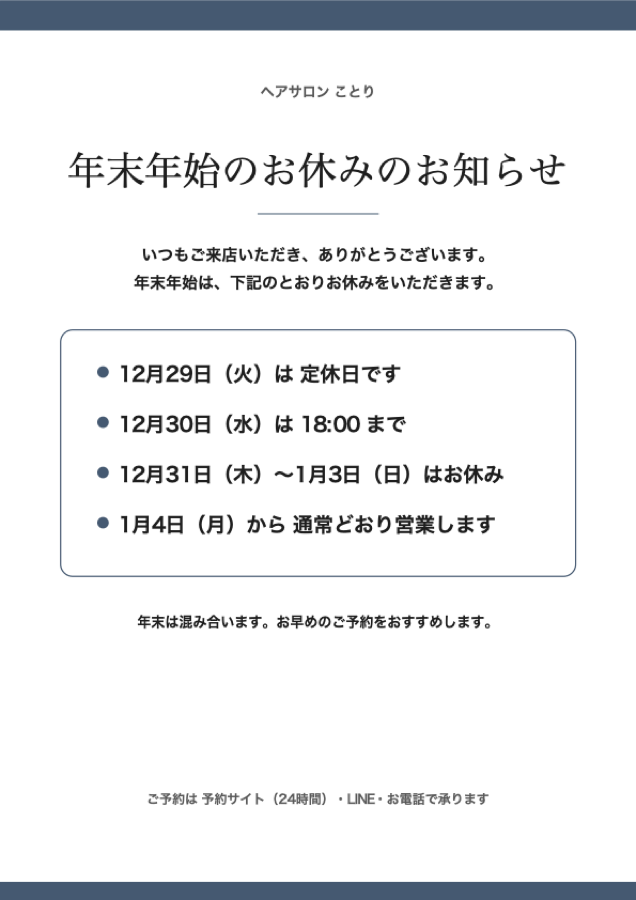 ヘアサロン ことり
年末年始のお休みのお知らせ
いつもご来店いただき、ありがとうございます。
年末年始は、下記のとおりお休みをいただきます。
● 12月29日（火）は 定休日です
● 12月30日（水）は 18:00 まで
● 12月31日（木）〜1月3日（日）はお休み
● 1月4日（月）から 通常どおり営業します
年末は混み合います。お早めのご予約をおすすめします。
ご予約は 予約サイト（24時間）・LINE・お電話で承ります